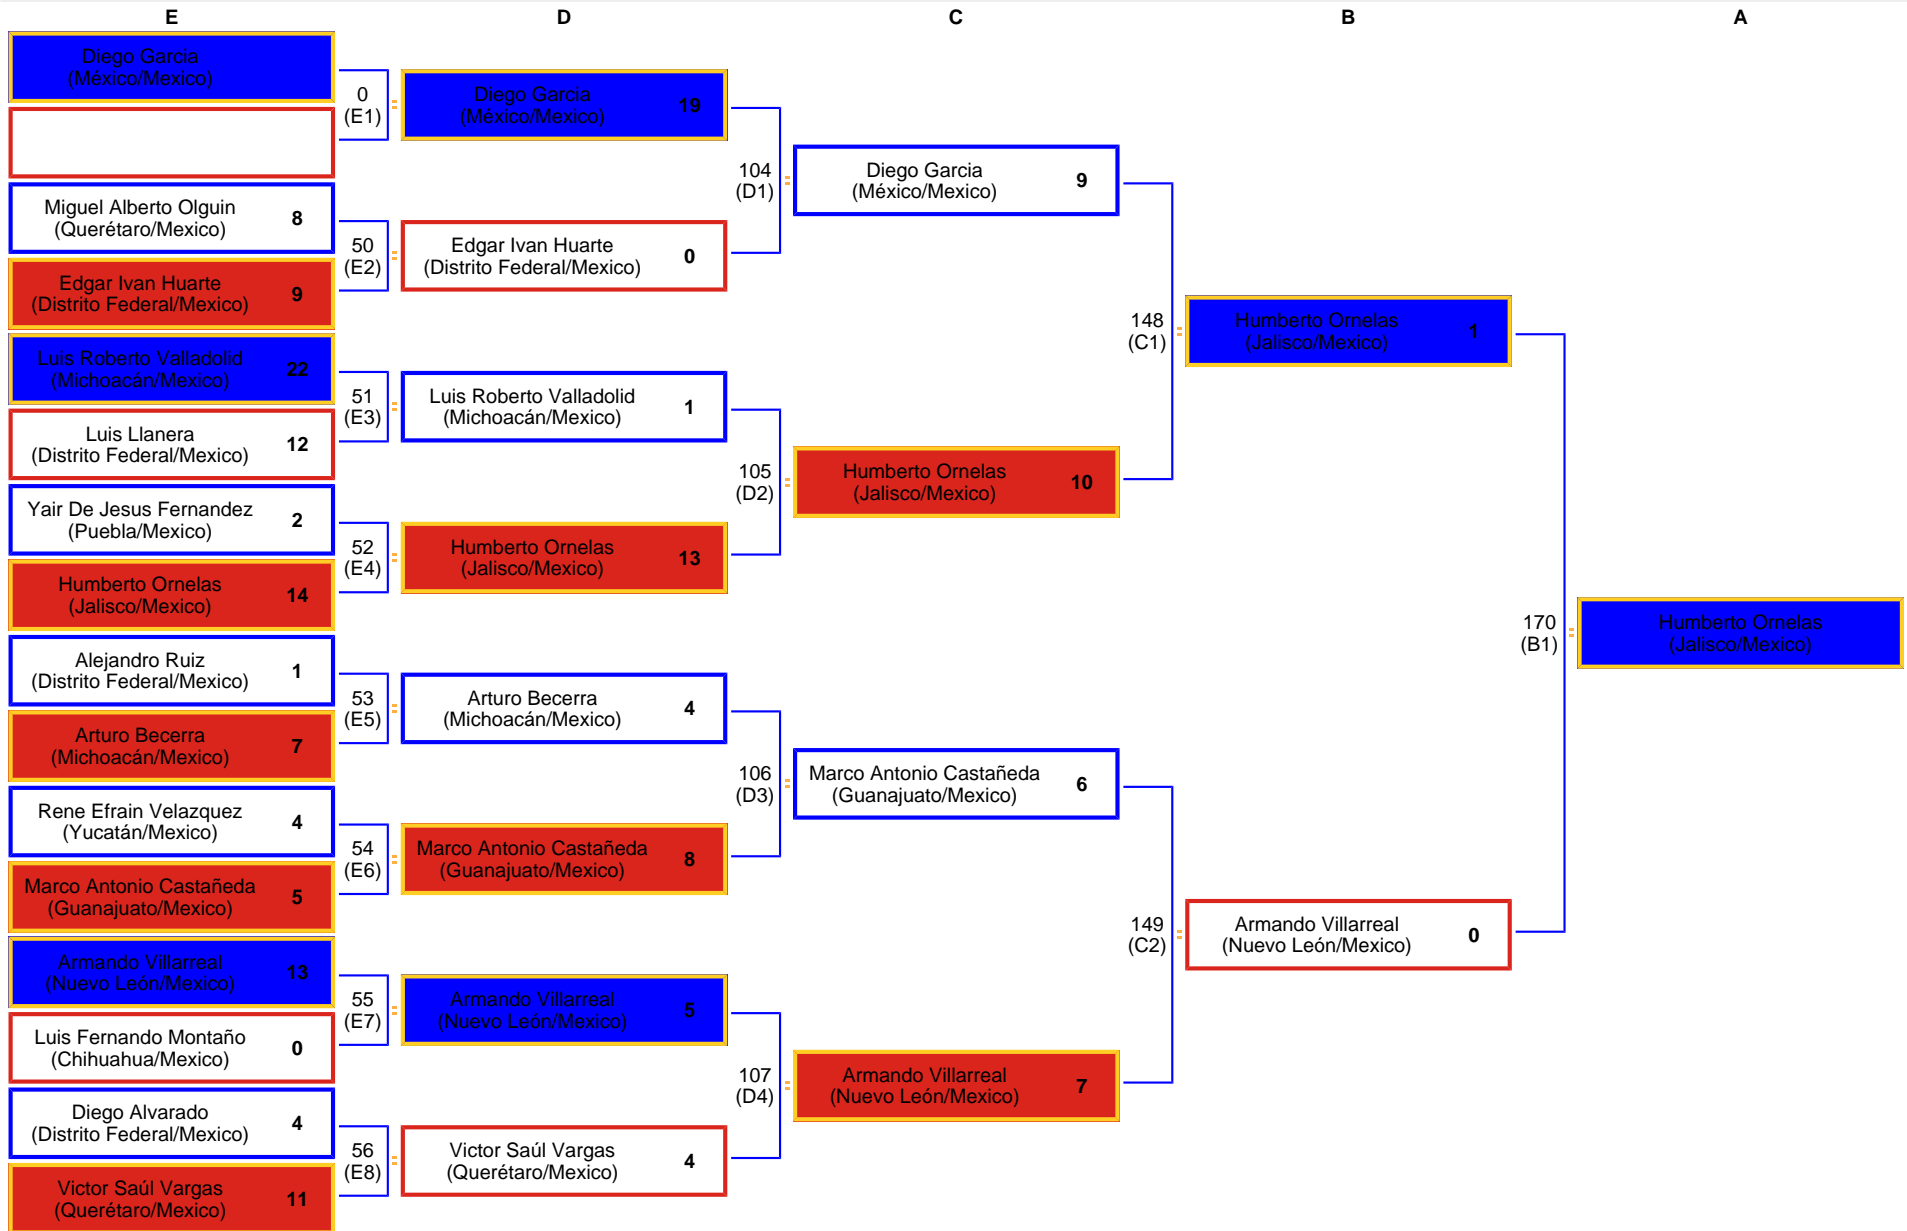 E D C B A
Diego Garcia
(México/Mexico)
0
(E1)
Miguel Alberto Olguin
(Querétaro/Mexico)
8
50
(E2)
Edgar Ivan Huarte
(Distrito Federal/Mexico)
9
Luis Roberto Valladolid
(Michoacán/Mexico)
22
51
(E3)
Luis Llanera
(Distrito Federal/Mexico)
12
Yair De Jesus Fernandez
(Puebla/Mexico)
2
52
(E4)
Humberto Ornelas
(Jalisco/Mexico)
14
Alejandro Ruiz
(Distrito Federal/Mexico)
1
53
(E5)
Arturo Becerra
(Michoacán/Mexico)
7
Rene Efrain Velazquez
(Yucatán/Mexico)
4
54
(E6)
Marco Antonio Castañeda
(Guanajuato/Mexico)
5
Armando Villarreal
(Nuevo León/Mexico)
13
55
(E7)
Luis Fernando Montaño
(Chihuahua/Mexico)
0
Diego Alvarado
(Distrito Federal/Mexico)
4
56
(E8)
Victor Saúl Vargas
(Querétaro/Mexico)
11
Diego Garcia
(México/Mexico)
19
104
(D1)
Edgar Ivan Huarte
(Distrito Federal/Mexico)
0
Luis Roberto Valladolid
(Michoacán/Mexico)
1
105
(D2)
Humberto Ornelas
(Jalisco/Mexico)
13
Arturo Becerra
(Michoacán/Mexico)
4
106
(D3)
Marco Antonio Castañeda
(Guanajuato/Mexico)
8
Armando Villarreal
(Nuevo León/Mexico)
5
107
(D4)
Victor Saúl Vargas
(Querétaro/Mexico)
4
Diego Garcia
(México/Mexico)
9
148
(C1)
Humberto Ornelas
(Jalisco/Mexico)
10
Marco Antonio Castañeda
(Guanajuato/Mexico)
6
149
(C2)
Armando Villarreal
(Nuevo León/Mexico)
7
Humberto Ornelas
(Jalisco/Mexico)
1
170
(B1)
Armando Villarreal
(Nuevo León/Mexico)
0
Humberto Ornelas
(Jalisco/Mexico)